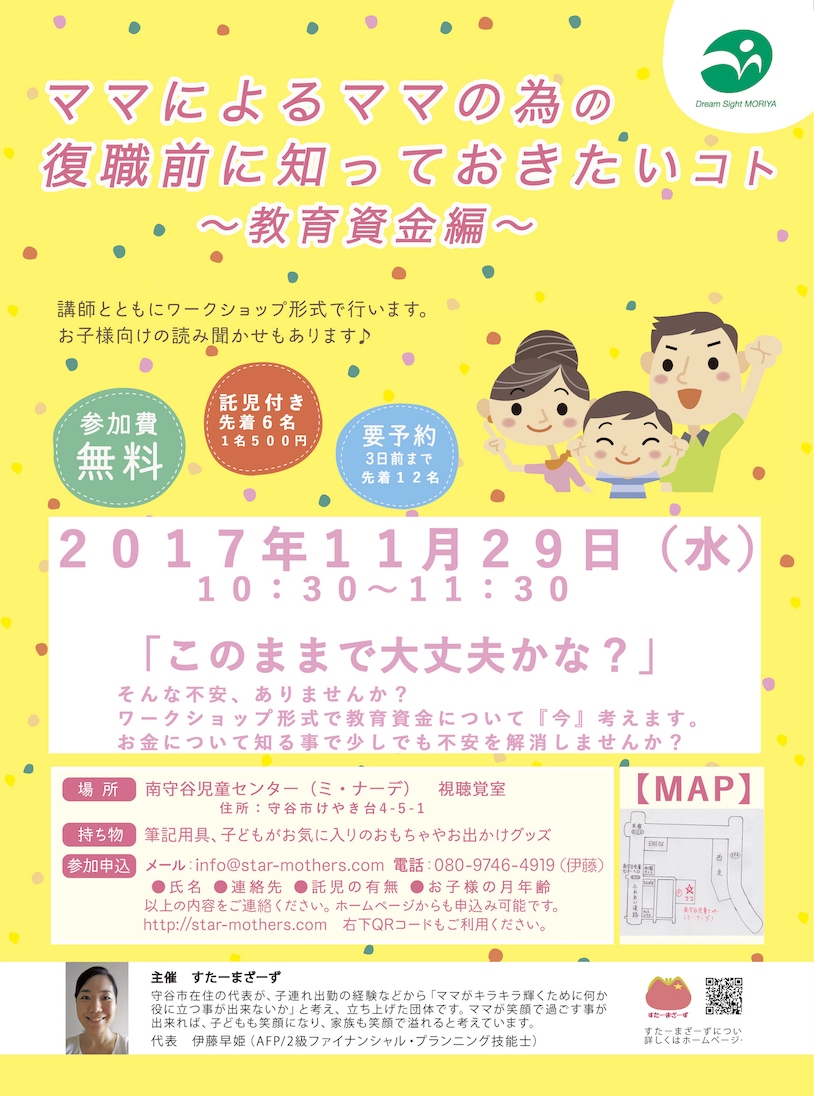 Dream Sight MORIYA
ママによるママの為の
復職前に知っておきたいコト
～教育資金編～
講師とともにワークショップ形式で行います。
お子様向けの読み聞かせもあります♪
参加費
無料
託児付き
先着6名
1名500円
要予約
3日前まで
先着12名
2017年11月29日（水）
10：30～11：30
「このままで大丈夫かな？」
そんな不安、ありませんか？
ワークショップ形式で教育資金について『今』考えます。
お金について知る事で少しでも不安を解消しませんか？
場所 南守谷児童センター（ミ・ナーデ） 視聴覚室
住所：守谷市けやき台4-5-1
持ち物 筆記用具、子どもがお気に入りのおもちゃやお出かけグッズ
参加申込 メール：info@star-mothers.com 電話：080-9746-4919（伊藤）
●氏名 ●連絡先 ●託児の有無 ●お子様の月年齢
以上の内容をご連絡ください。ホームページからも申込み可能です。
http://star-mothers.com 右下QRコードもご利用ください。
【MAP】
ココ
主催 すたーまざーず
守谷市在住の代表が、子連れ出勤の経験などから「ママがキラキラ輝くために何か
役に立つ事が出来ないか」と考え、立ち上げた団体です。ママが笑顔で過ごす事が
出来れば、子どもも笑顔になり、家族も笑顔で溢れると考えています。
代表 伊藤早姫（AFP/2級ファイナンシャル・プランニング技能士）
すたーまざーず
すたーまざーずについ
詳しくはホームページ･